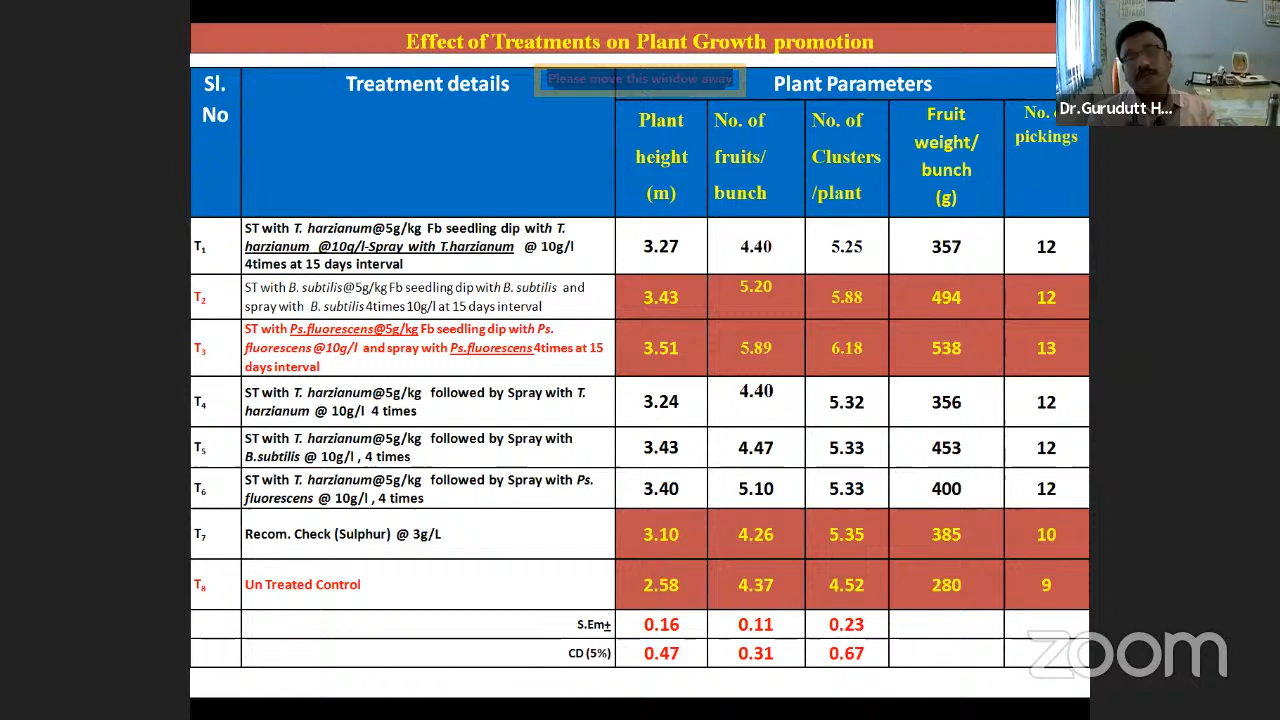 Effect of Treatments on Plant Growth promotion
Please move this window away
Sl.
No
Treatment details
Plant Parameters
Plant
height
(m)
No. of
fruits/
bunch
No. of
Clusters
/plant
Fruit
weight/
bunch
(g)
No.
pickings
Dr.Gurudutt H...
T1
ST with T. harzianum@5g/kg Fb seedling dip with T.
harzianum @10g/l-Spray with T.harzianum @ 10g/l
4times at 15 days interval
3.27 4.40 5.25 357 12
T2
ST with B. subtilis@5g/kg Fb seedling dip with B. subtilis and
spray with B. subtilis 4times 10g/l at 15 days interval
3.43 5.20 5.88 494 12
T3
ST with Ps.fluorescens@5g/kg Fb seedling dip with Ps.
fluorescens @10g/l and spray with Ps.fluorescens 4times at 15
days interval
3.51 5.89 6.18 538 13
T4
ST with T. harzianum@5g/kg followed by Spray with T.
harzianum @ 10g/l 4 times
3.24 4.40 5.32 356 12
T5
ST with T. harzianum@5g/kg followed by Spray with
B.subtilis @ 10g/l , 4 times
3.43 4.47 5.33 453 12
T6
ST with T. harzianum@5g/kg followed by Spray with Ps.
fluorescens @ 10g/l , 4 times
3.40 5.10 5.33 400 12
T7
Recom. Check (Sulphur) @ 3g/L
3.10 4.26 5.35 385 10
T8
Un Treated Control
2.58 4.37 4.52 280 9
S.Em± 0.16 0.11 0.23
CD (5%) 0.47 0.31 0.67
zoom